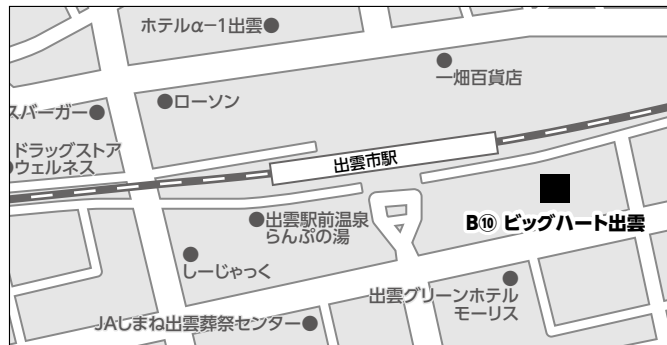 ホテルα-1出雲
一畑百貨店
ローソン
スバーガー
ドラッグストア
ウェルネス
出雲市駅
出雲駅前温泉
らんぷの湯
B⑩ ビッグハート出雲
しーじゃっく
出雲グリーンホテル
モーリス
JAしまね出雲葬祭センター